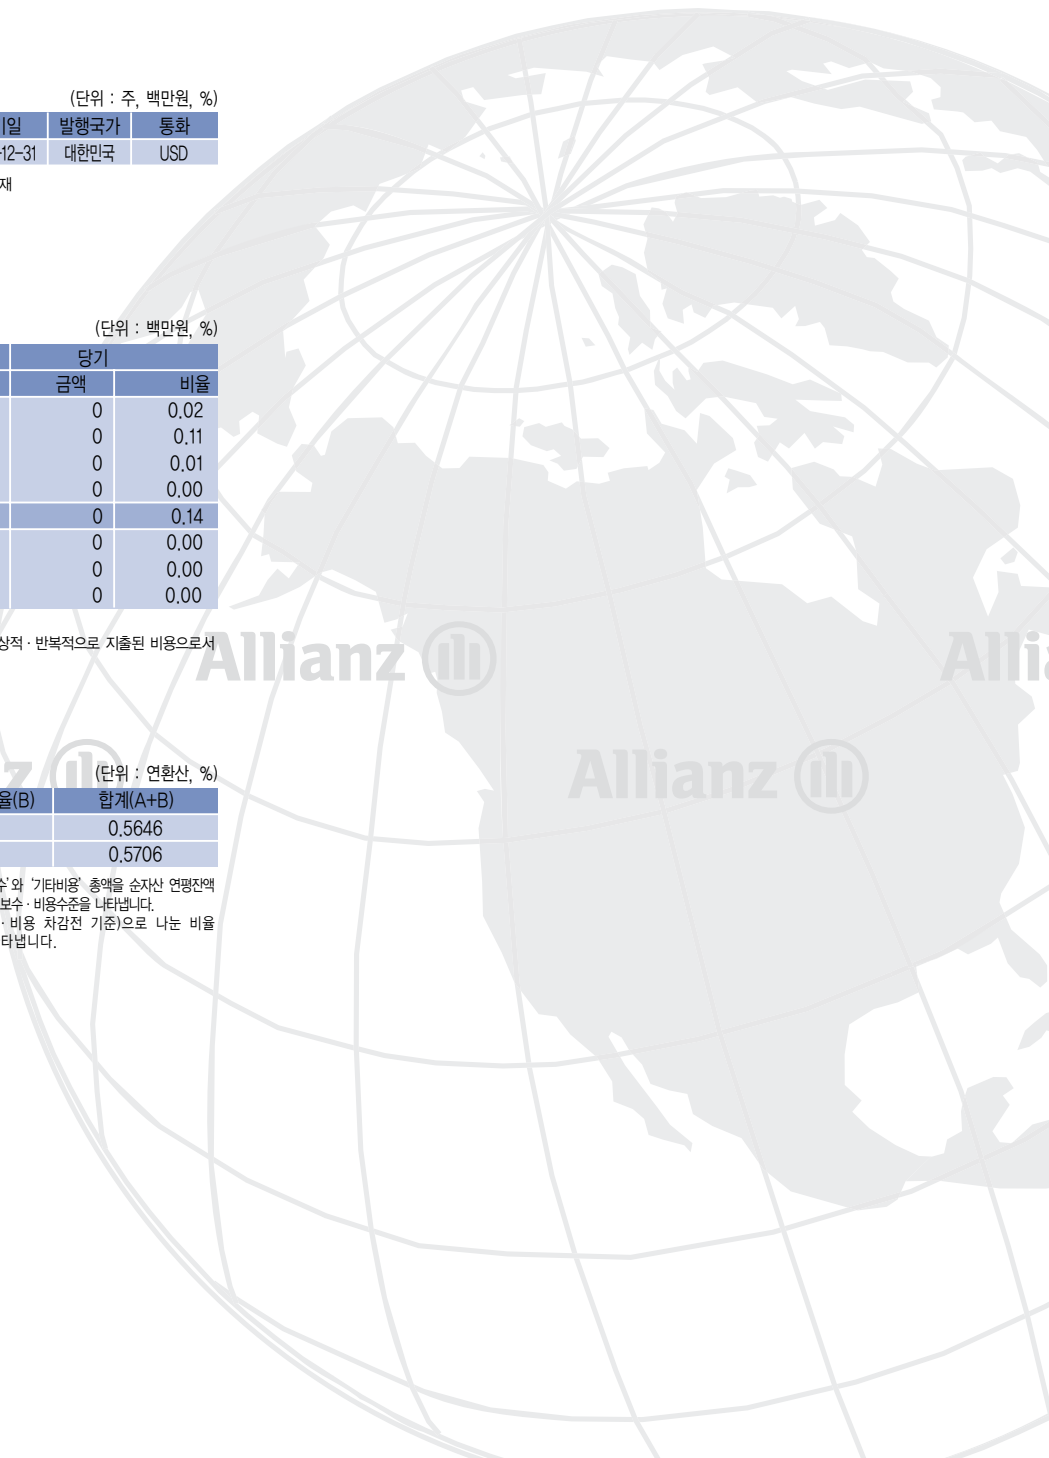 (단위 : 주, 백만원, %)
기일 발행국가 통화
-12-31 대한민국 USD
재
(단위 : 백만원, %)
당기
금액 비율
0 0.02
0 0.11
0 0.01
0 0.00
0 0.14
0 0.00
0 0.00
0 0.00
상적·반복적으로 지출된 비용으로서
Allianz
Allianz
(단위 : 연환산, %)
율(B) 합계(A+B)
0.5646
0.5706
수'와 '기타비용' 총액을 순자산 연평잔액
보수·비용수준을 나타냅니다.
·비용 차감전 기준)으로 나눈 비율
타냅니다.